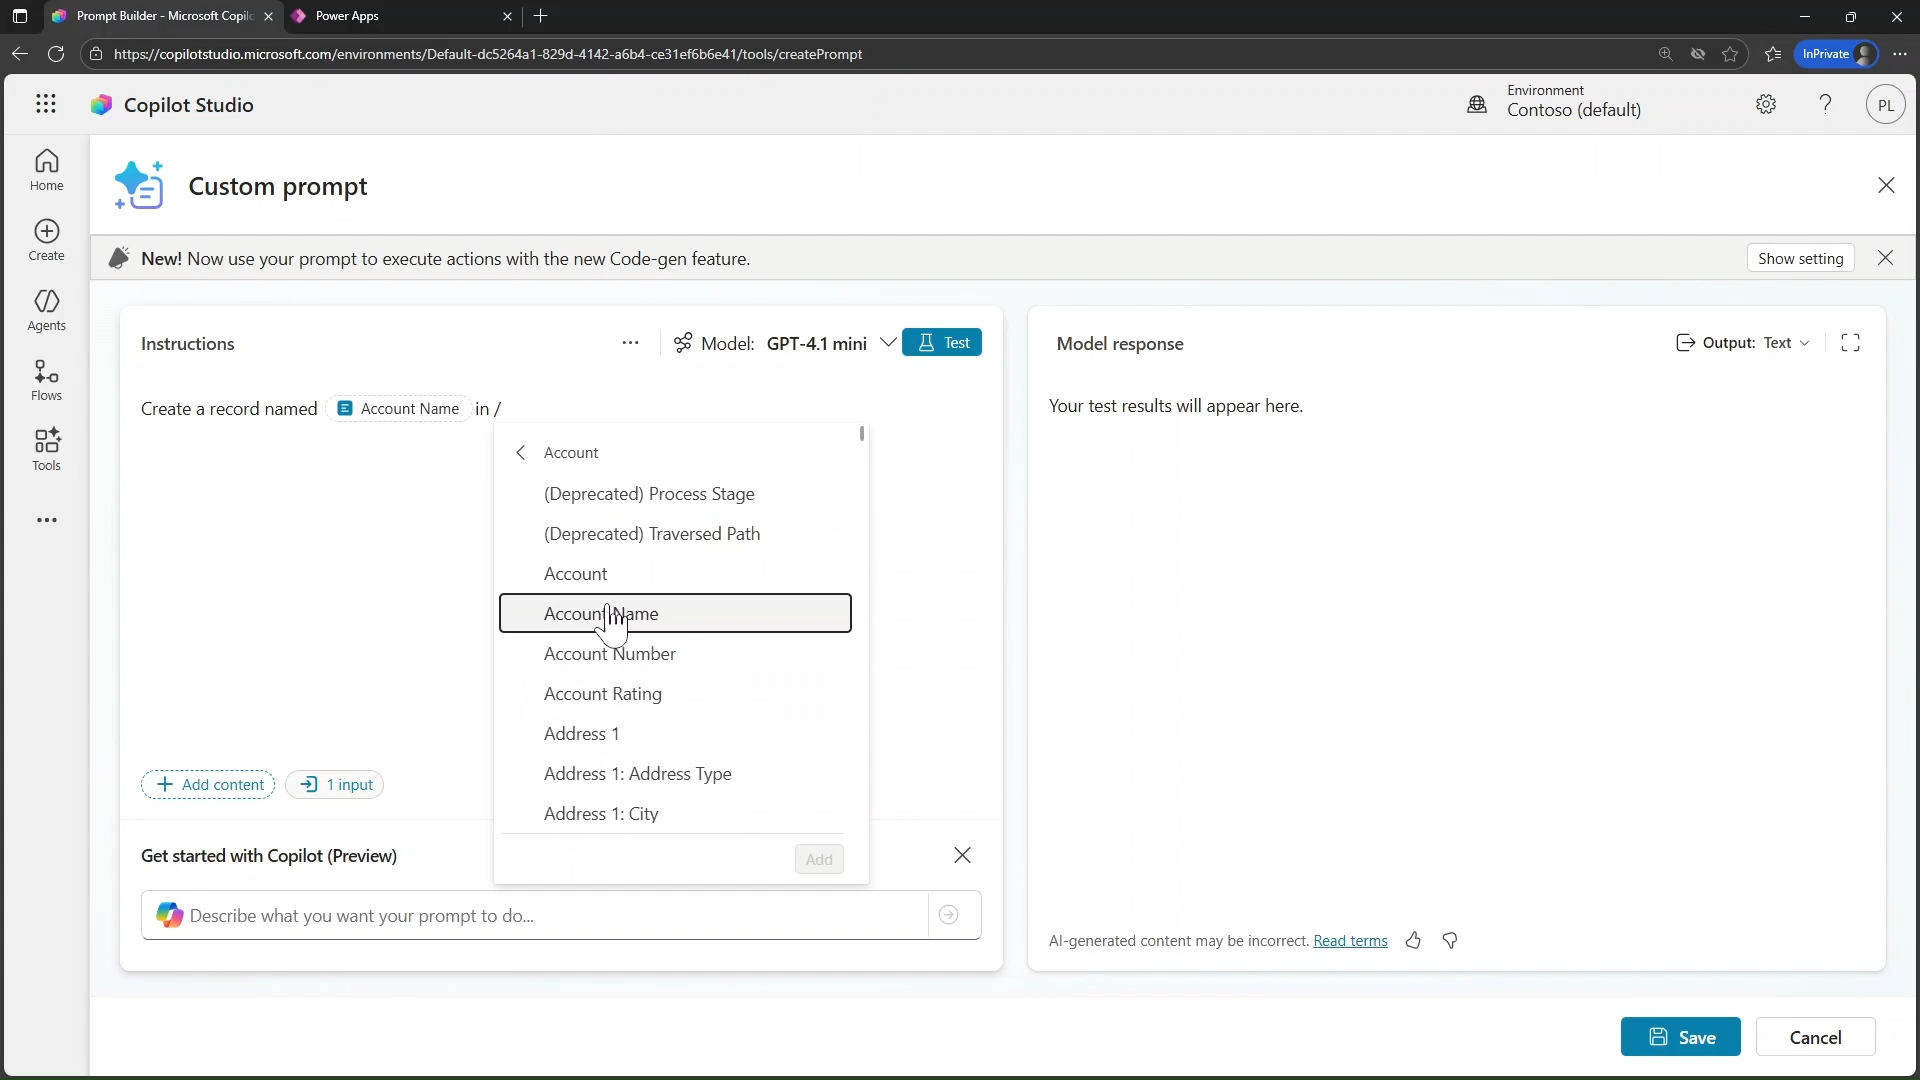 Prompt Builder - Microsoft Copil
Power Apps
https://copilotstudio.microsoft.com/environments/Default-dc5264a1-829d-4142-a6b4-ce31ef6b6e41/tools/createPrompt
InPrivate
Copilot Studio
Environment
Contoso (default)
PL
Home
Create
Agents
Flows
Tools
Custom prompt
New! Now use your prompt to execute actions with the new Code-gen feature.
Show setting
Instructions
Model: GPT-4.1 mini
Test
Create a record named Account Name in /
Account
(Deprecated) Process Stage
(Deprecated) Traversed Path
Account
Account Name
Account Number
Account Rating
Address 1
Address 1: Address Type
Address 1: City
Add
Add content
1 input
Get started with Copilot (Preview)
Describe what you want your prompt to do...
Model response
Output: Text
Your test results will appear here.
AI-generated content may be incorrect. Read terms
Save
Cancel